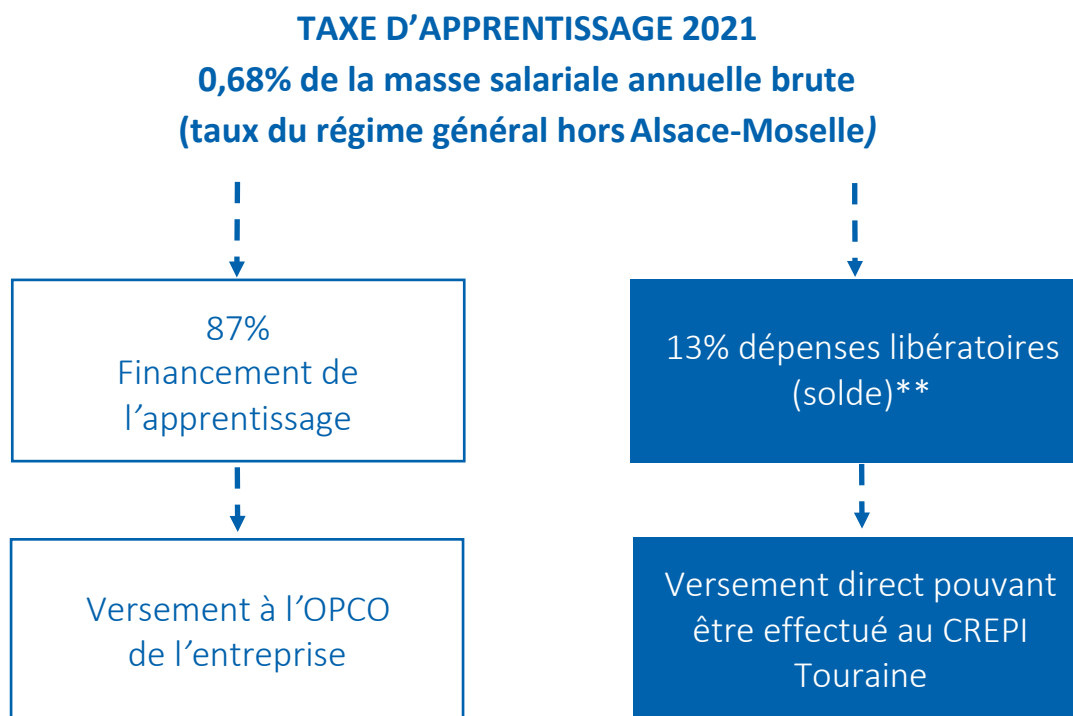 TAXE D’APPRENTISSAGE 2021
0,68% de la masse salariale annuelle brute
(taux du régime général hors Alsace-Moselle)
87%
Financement de
l’apprentissage
13% dépenses libératoires
(solde)**
Versement à l’OPCO
de l’entreprise
Versement direct pouvant
être effectué au CREPI
Touraine